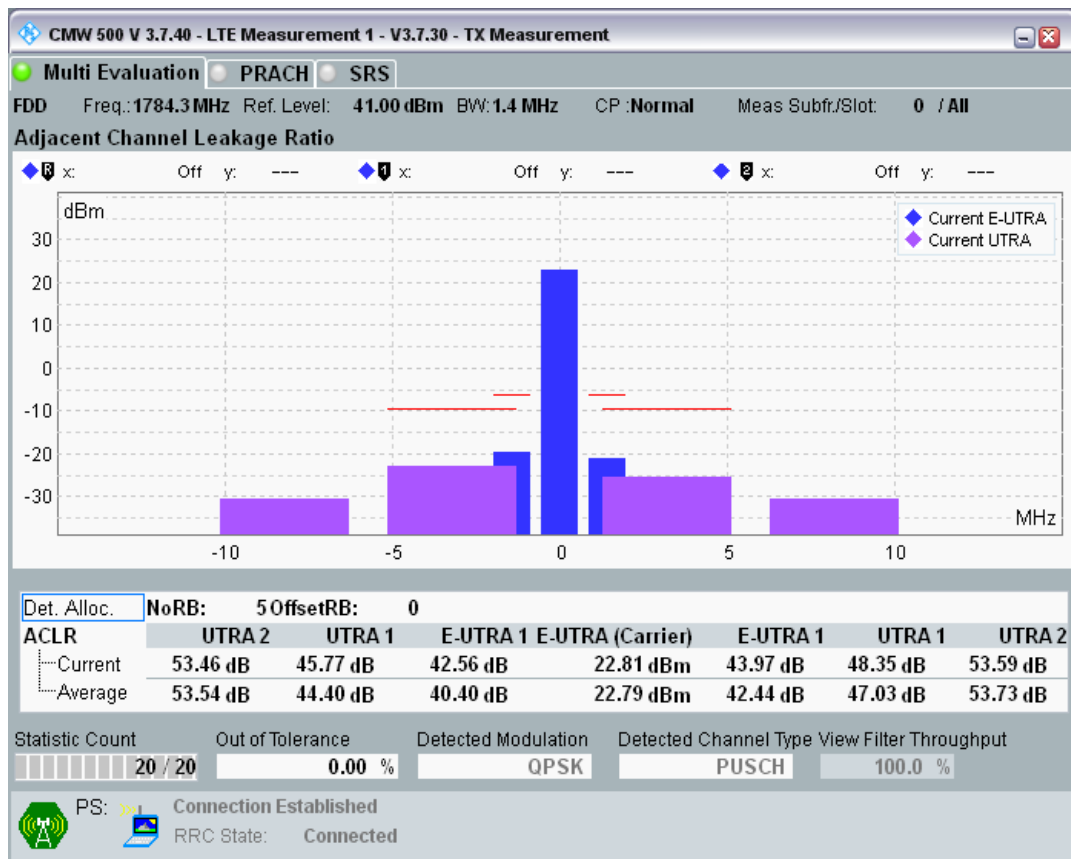 CMW 500 V 3.7.40 - LTE Measurement 1 - V3.7.30 - TX Measurement
Multi Evaluation PRACH SRS
FDD Freq.: 1784.3 MHz Ref. Level: 41.00 dBm BW: 1.4 MHz CP : Normal Meas Subfr./Slot: 0 / All
Adjacent Channel Leakage Ratio
R x: Off y: --- 1 x: Off y: --- 2 x: Off y: ---
dBm
Current E-UTRA
Current UTRA
30
20
10
0
-10
-20
-30
MHz
-10 -5 0 5 10
Det. Alloc. NoRB: 5 OffsetRB: 0
ACLR UTRA 2 UTRA 1 E-UTRA 1 E-UTRA (Carrier) E-UTRA 1 UTRA 1 UTRA 2
Current 53.46 dB 45.77 dB 42.56 dB 22.81 dBm 43.97 dB 48.35 dB 53.59 dB
Average 53.54 dB 44.40 dB 40.40 dB 22.79 dBm 42.44 dB 47.03 dB 53.73 dB
Statistic Count Out of Tolerance Detected Modulation Detected Channel Type View Filter Throughput
20 / 20 0.00 % QPSK PUSCH 100.0 %
PS: Connection Established
RRC State: Connected